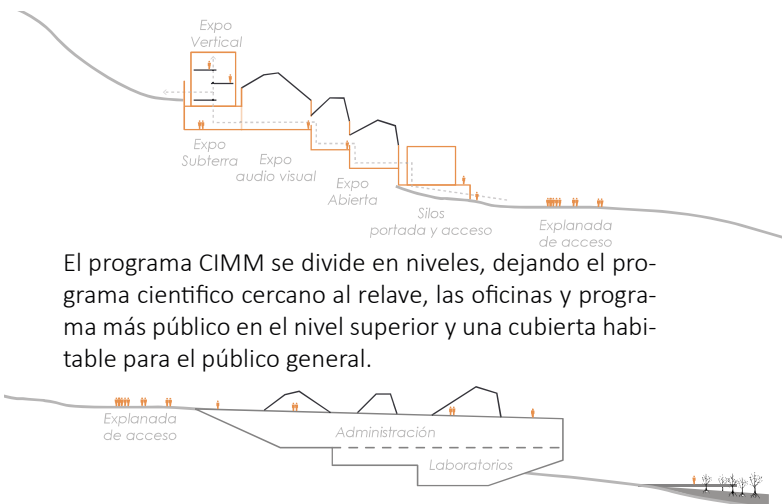 Expo
Vertical
Expo
Subterra
Expo
audio visual
Expo
Abierta
Silos
portada y acceso
Explanada
de acceso
El programa CIMM se divide en niveles, dejando el pro-
grama cientifico cercano al relave, las oficinas y progra-
ma más público en el nivel superior y una cubierta habi-
table para el público general.
Explanada
de acceso
Administración
Laboratorios